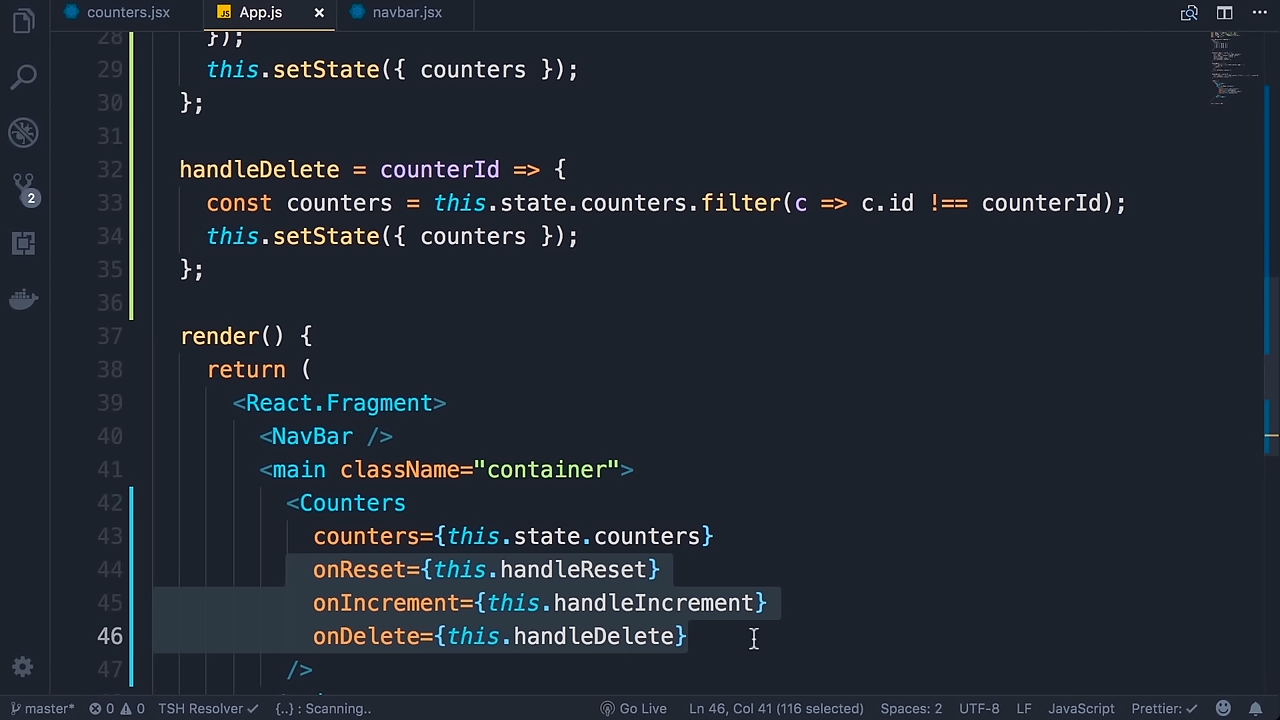 counters.jsx
JS App.js ×
navbar.jsx
28 });
29 this.setState({ counters });
30 };
31
32 handleDelete = counterId => {
33 const counters = this.state.counters.filter(c => c.id !== counterId);
34 this.setState({ counters });
35 };
36
37 render() {
38 return (
39 <React.Fragment>
40 <NavBar />
41 <main className="container">
42 <Counters
43 counters={this.state.counters}
44 onReset={this.handleReset}
45 onIncrement={this.handleIncrement}
46 onDelete={this.handleDelete}
47 />
2
master* 0 0 TSH Resolver {..} : Scanning.. Go Live Ln 46, Col 41 (116 selected) Spaces: 2 UTF-8 LF JavaScript Prettier: